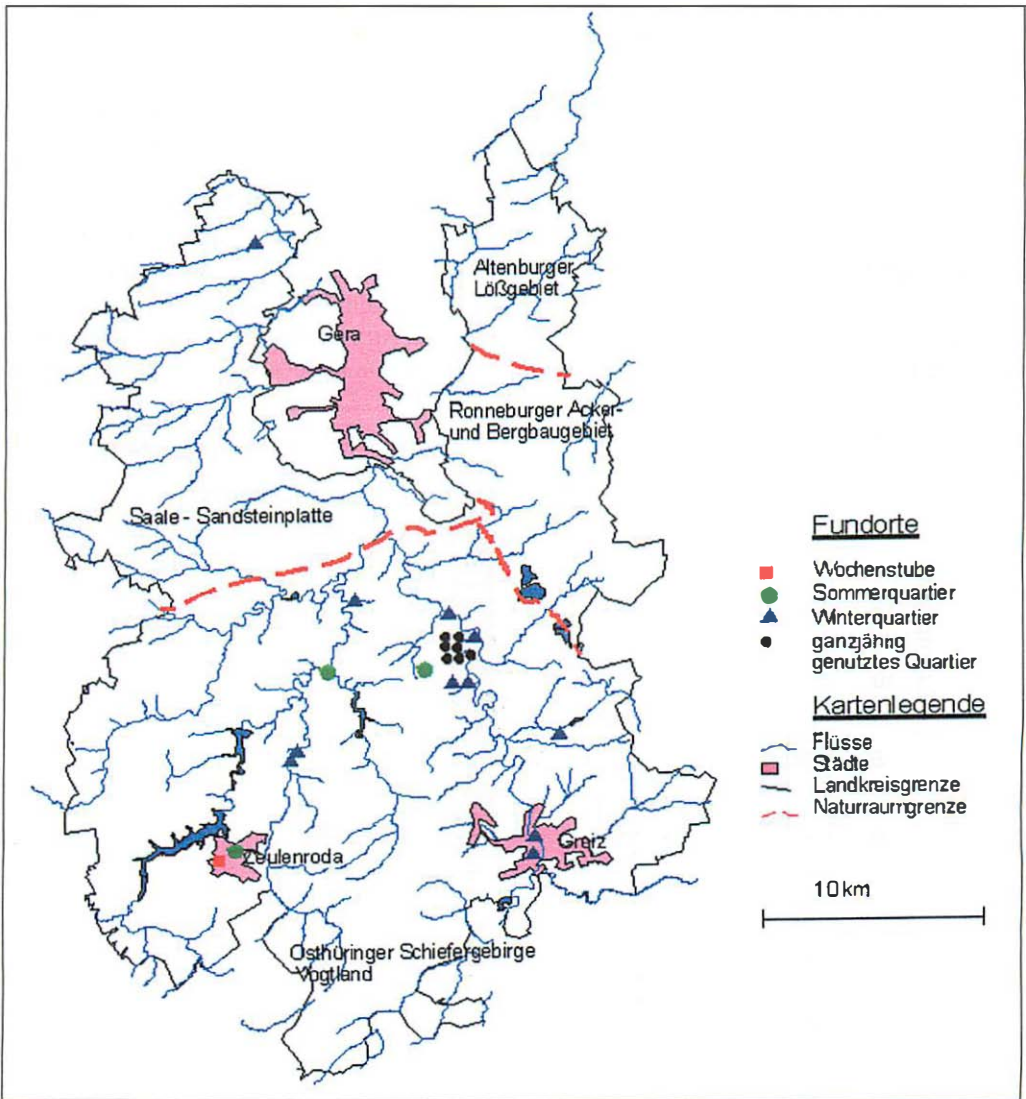 Altenburger
Lößgebiet
Gera
Ronneburger Acker-
und Bergbaugebiet
Saale - Sandsteinplatte
Fundorte
Wochenstube
Sommerquartier
Winterquartier
ganzjährig
genutztes Quartier
Kartenlegende
Flüsse
Städte
Landkreisgrenze
Naturraumgrenze
Greiz
Zeulenroda
10 km
Osthüringer Schiefergebirge
Vogtland